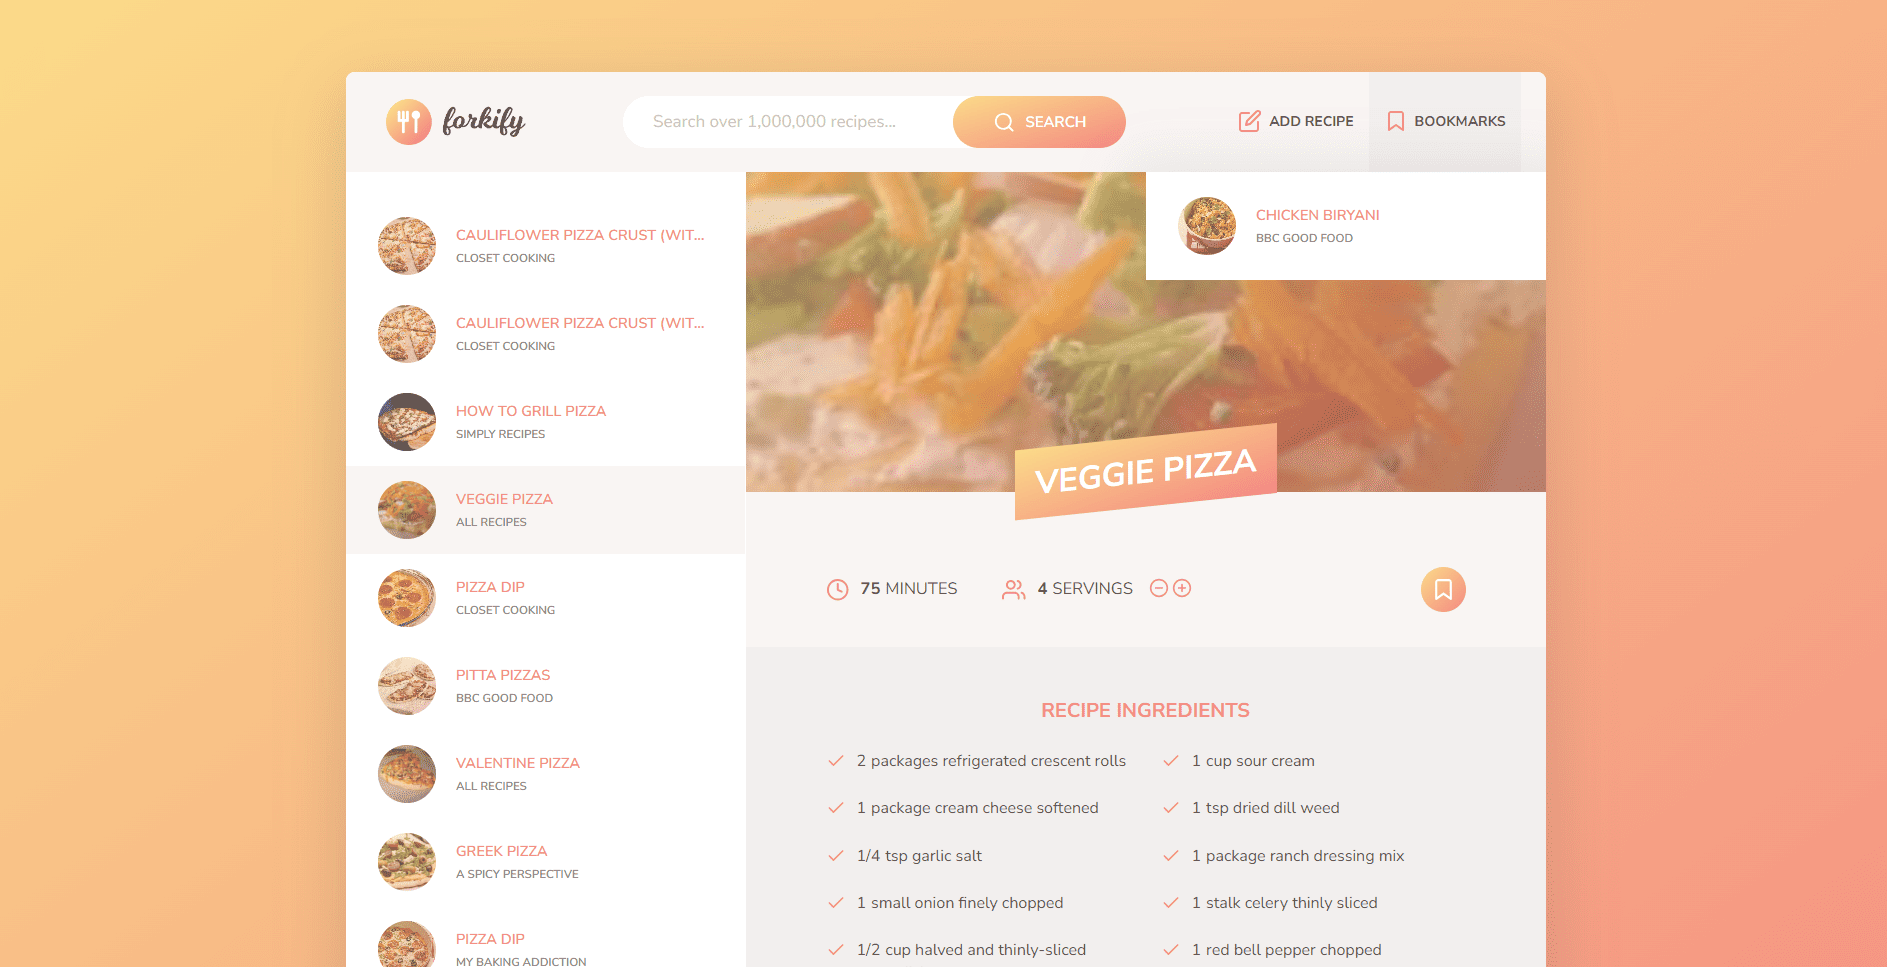 forkify
Search over 1,000,000 recipes...
SEARCH
ADD RECIPE
BOOKMARKS
CAULIFLOWER PIZZA CRUST (WIT...
CLOSET COOKING
CAULIFLOWER PIZZA CRUST (WIT...
CLOSET COOKING
HOW TO GRILL PIZZA
SIMPLY RECIPES
VEGGIE PIZZA
ALL RECIPES
PIZZA DIP
CLOSET COOKING
PITTA PIZZAS
BBC GOOD FOOD
VALENTINE PIZZA
ALL RECIPES
GREEK PIZZA
A SPICY PERSPECTIVE
PIZZA DIP
MY BAKING ADDICTION
CHICKEN BIRYANI
BBC GOOD FOOD
VEGGIE PIZZA
75 MINUTES
4 SERVINGS
RECIPE INGREDIENTS
2 packages refrigerated crescent rolls
1 cup sour cream
1 package cream cheese softened
1 tsp dried dill weed
1/4 tsp garlic salt
1 package ranch dressing mix
1 small onion finely chopped
1 stalk celery thinly sliced
1/2 cup halved and thinly-sliced
1 red bell pepper chopped